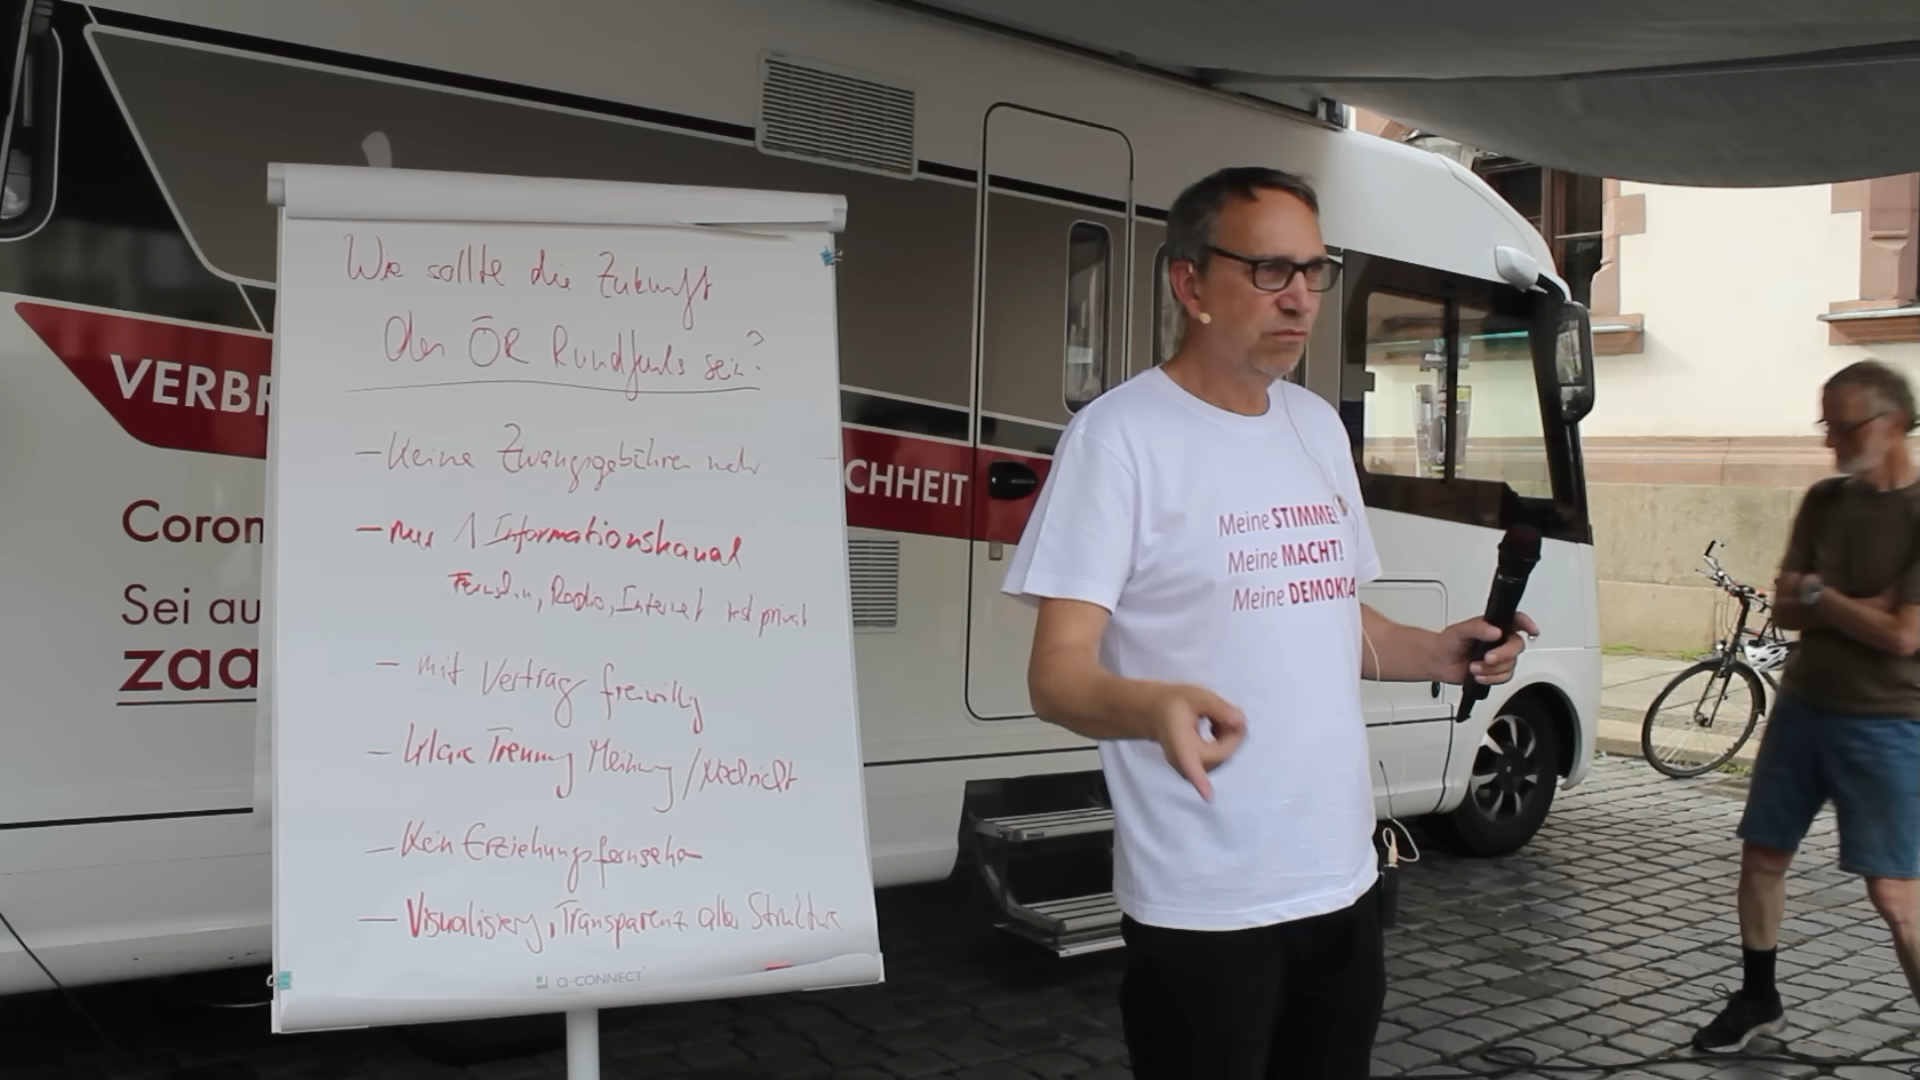 Wie sollte die Zukunft
des ÖR Rundfunks sein?
– Keine Zwangsgebühren mehr
– nur 1 Informationskanal
Fernsehn, Radio, Internet rest privat
– mit Vertrag freiwillig
– klare Trennung Meinung / Nachricht
– Kein Erziehungsfernsehen
– Visualisierung, Transparenz aller Struktur
Q-CONNECT
VERBR
CHHEIT
Coron
Sei au
zaa
Meine STIMME!
Meine MACHT!
Meine DEMOKRA